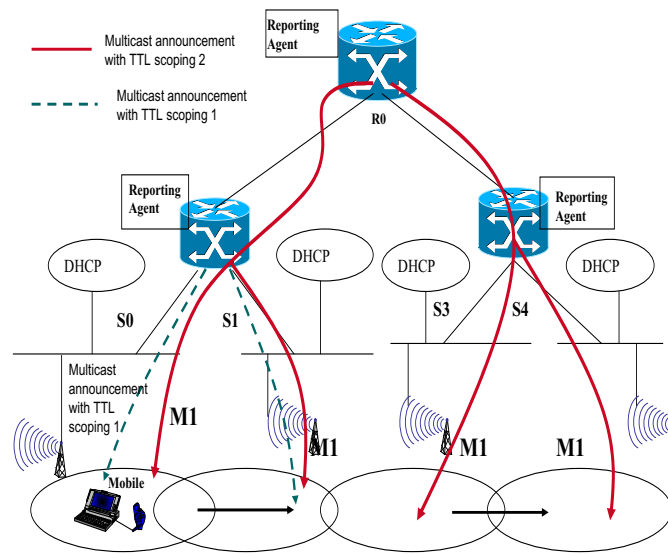 Reporting
Agent
Multicast announcement
with TTL scoping 2
Multicast announcement
with TTL scoping 1
R0
Reporting
Agent
Reporting
Agent
DHCP
DHCP
DHCP
DHCP
S0
S1
S3
S4
Multicast
announcement
with TTL
scoping 1
M1
M1
M1
M1
Mobile